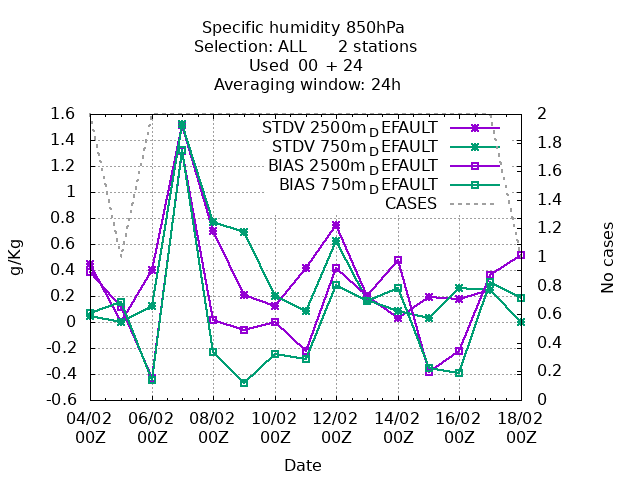 Specific humidity 850hPa
Selection: ALL 2 stations
Used 00 + 24
Averaging window: 24h
1.6
1.4
1.2
1
0.8
0.6
0.4
0.2
0
-0.2
-0.4
-0.6
g/Kg
STDV 2500m_DEFAULT
STDV 750m_DEFAULT
BIAS 2500m_DEFAULT
BIAS 750m_DEFAULT
CASES
2
1.8
1.6
1.4
1.2
1
0.8
0.6
0.4
0.2
0
No cases
04/02 06/02 08/02 10/02 12/02 14/02 16/02 18/02
00Z 00Z 00Z 00Z 00Z 00Z 00Z 00Z
Date